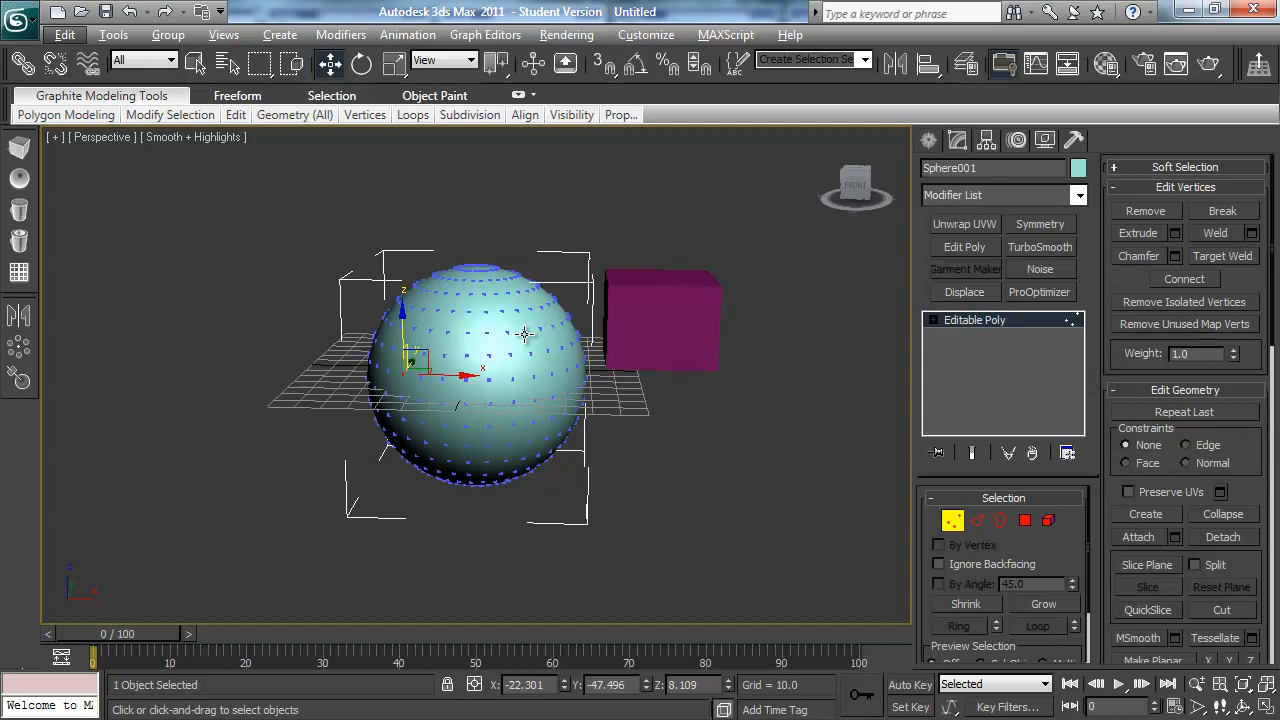 Autodesk 3ds Max 2011 - Student Version Untitled
Type a keyword or phrase
Edit Tools Group Views Create Modifiers Animation Graph Editors Rendering Customize MAXScript Help
All View Create Selection Se
Graphite Modeling Tools Freeform Selection Object Paint
Polygon Modeling Modify Selection Edit Geometry (All) Vertices Loops Subdivision Align Visibility Prop...
[ + ] [ Perspective ] [ Smooth + Highlights ]
FRONT
z
y
x
z
y
x
Sphere001
Modifier List
Unwrap UVW Symmetry
Edit Poly TurboSmooth
Garment Maker Noise
Displace ProOptimizer
Editable Poly
Selection
By Vertex
Ignore Backfacing
By Angle: 45.0
Shrink Grow
Ring Loop
Preview Selection
Soft Selection
Edit Vertices
Remove Break
Extrude Weld
Chamfer Target Weld
Connect
Remove Isolated Vertices
Remove Unused Map Verts
Weight: 1.0
Edit Geometry
Repeat Last
Constraints
None Edge
Face Normal
Preserve UVs
Create Collapse
Attach Detach
Slice Plane Split
Slice Reset Plane
QuickSlice Cut
MSmooth Tessellate
Make Planar X Y Z
< 0 / 100 >
0 10 20 30 40 50 60 70 80 90 100
1 Object Selected X: -22.301 Y: -47.496 Z: 8.109 Grid = 10.0 Auto Key Selected
Welcome to MA Click or click-and-drag to select objects Add Time Tag Set Key Key Filters... 0